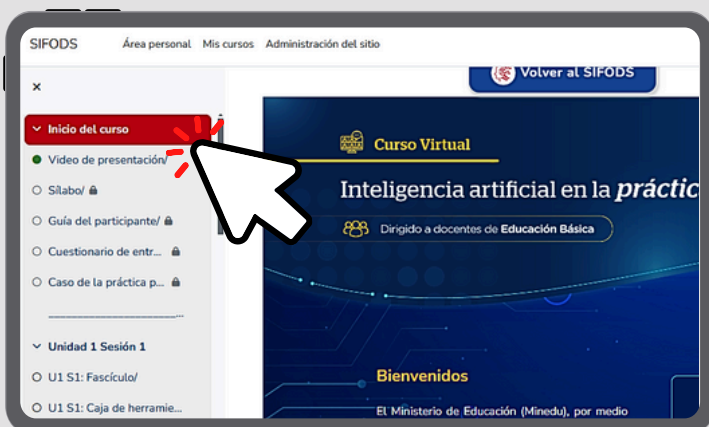 SIFODS Área personal Mis cursos Administración del sitio
Volver al SIFODS
×
Inicio del curso
Video de presentación/
Sílabo/
Guía del participante/
Cuestionario de entr...
Caso de la práctica p...
Unidad 1 Sesión 1
U1 S1: Fascículo/
U1 S1: Caja de herramie...
Curso Virtual
Inteligencia artificial en la práctic
Dirigido a docentes de Educación Básica
Bienvenidos
El Ministerio de Educación (Minedu), por medio